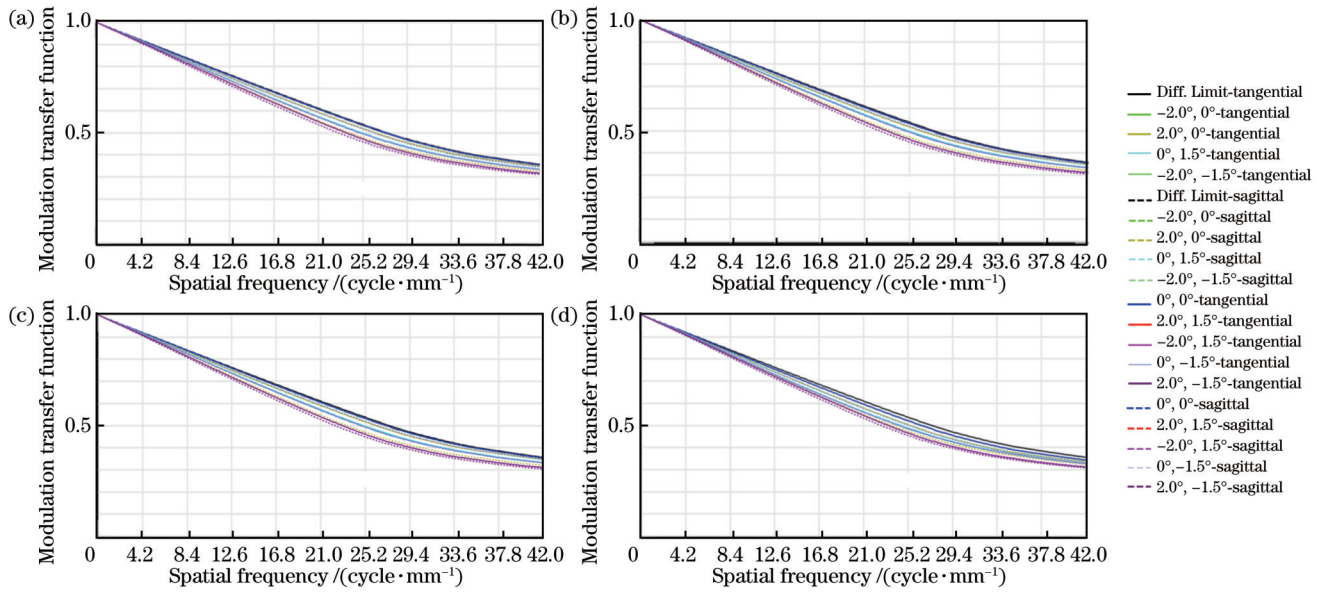 (a)
Modulation transfer function
1.0
0.5
0 4.2 8.4 12.6 16.8 21.0 25.2 29.4 33.6 37.8 42.0
Spatial frequency /(cycle·mm⁻¹)
(b)
Modulation transfer function
1.0
0.5
0 4.2 8.4 12.6 16.8 21.0 25.2 29.4 33.6 37.8 42.0
Spatial frequency /(cycle·mm⁻¹)
(c)
Modulation transfer function
1.0
0.5
0 4.2 8.4 12.6 16.8 21.0 25.2 29.4 33.6 37.8 42.0
Spatial frequency /(cycle·mm⁻¹)
(d)
Modulation transfer function
1.0
0.5
0 4.2 8.4 12.6 16.8 21.0 25.2 29.4 33.6 37.8 42.0
Spatial frequency /(cycle·mm⁻¹)
Diff. Limit-tangential
−2.0°, 0°-tangential
2.0°, 0°-tangential
0°, 1.5°-tangential
−2.0°, −1.5°-tangential
Diff. Limit-sagittal
−2.0°, 0°-sagittal
2.0°, 0°-sagittal
0°, 1.5°-sagittal
−2.0°, −1.5°-sagittal
0°, 0°-tangential
2.0°, 1.5°-tangential
−2.0°, 1.5°-tangential
0°, −1.5°-tangential
2.0°, −1.5°-tangential
0°, 0°-sagittal
2.0°, 1.5°-sagittal
−2.0°, 1.5°-sagittal
0°,−1.5°-sagittal
2.0°, −1.5°-sagittal